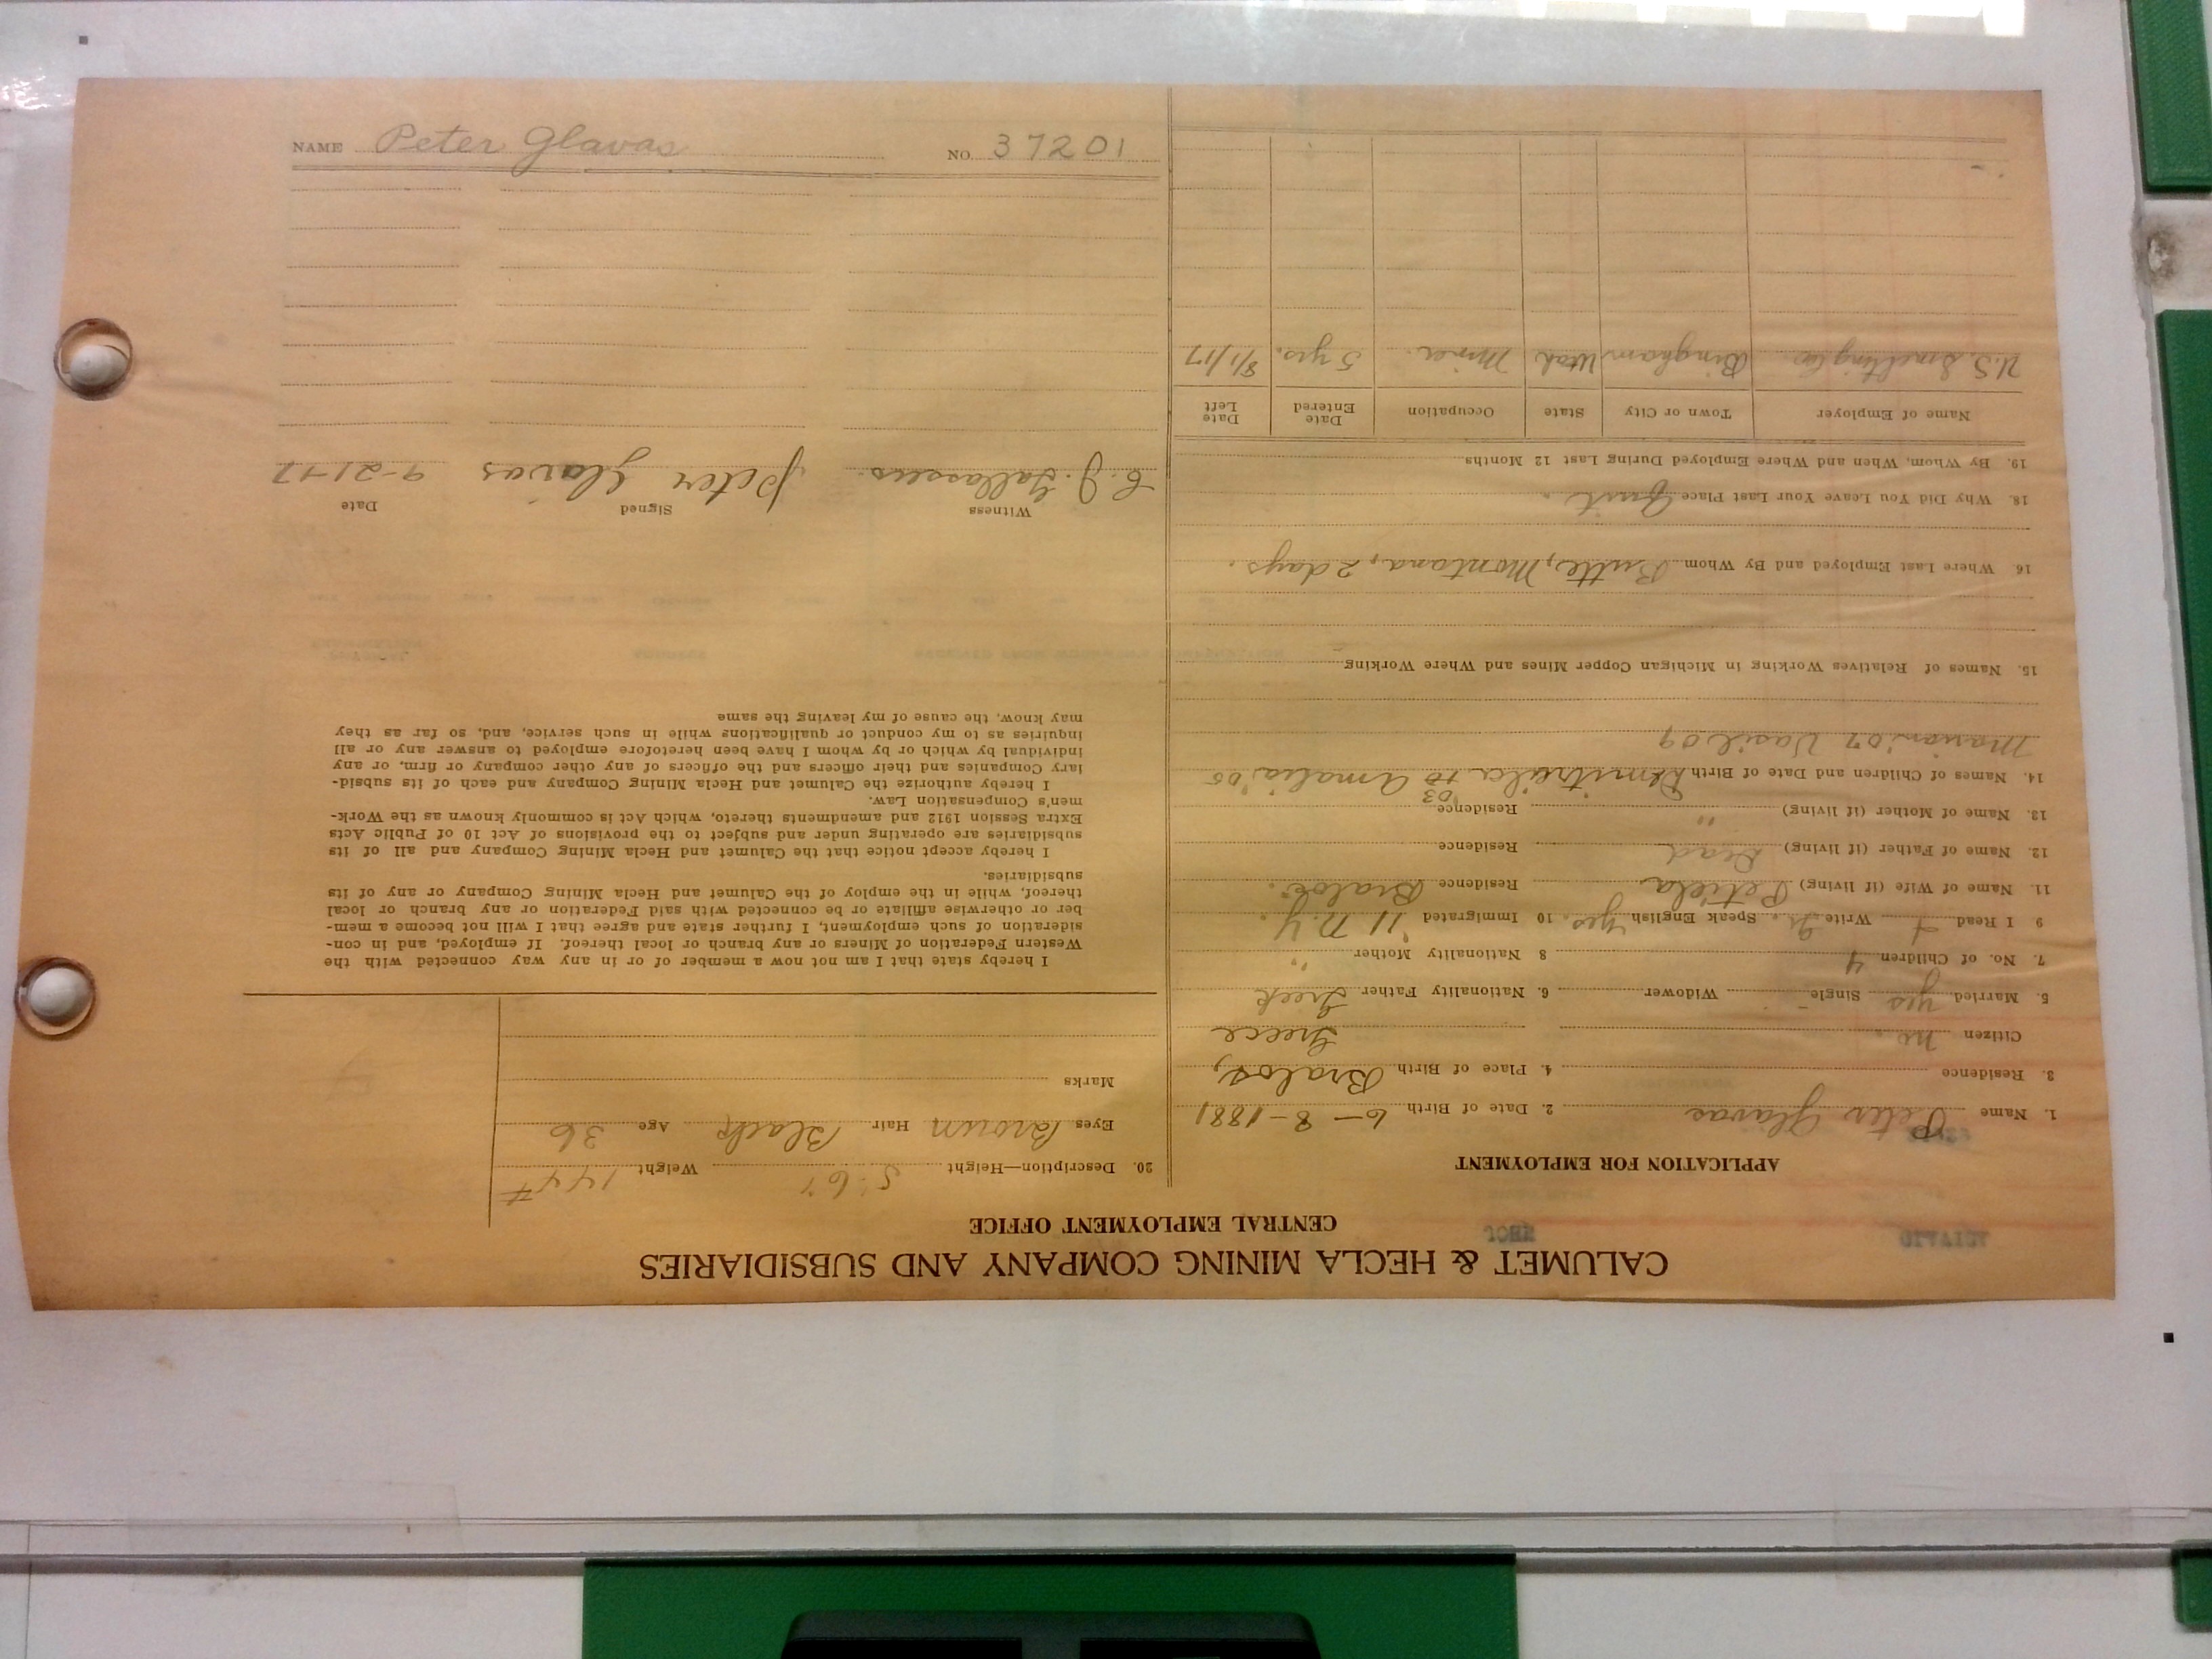 NAME Peter Glavas NO. 37201
CALUMET & HECLA MINING COMPANY AND SUBSIDIARIES
CENTRAL EMPLOYMENT OFFICE
APPLICATION FOR EMPLOYMENT
1. Name Peter Glavas 2. Date of Birth 6-8-1881
3. Residence 4. Place of Birth Bralos,
Citizen no. Greece
5. Married yes Single Widower 6. Nationality Father Greek
7. No. of Children 4 8 Nationality Mother "
9 I Read Write Speak English yes. 10 Immigrated '11 N.Y.
11. Name of Wife (if living) Residence Bralos.
12. Name of Father (if living) Dead Residence
13. Name of Mother (if living) " Residence
14. Names of Children and Date of Birth '03 Amalia '05
'07 Vasil 09
15. Names of Relatives Working in Michigan Copper Mines and Where Working
16. Where Last Employed and By Whom Butte, Montana, 2 days.
18. Why Did You Leave Your Last Place Quit.
19. By Whom, When and Where Employed During Last 12 Months
Name of Employer Town or City State Occupation Date Entered Date Left
U.S. Smelting Co Bingham Utah Miner. 5 yrs. 8/1/17
20. Description—Height 5'.6" Weight 144#
Eyes Brown Hair Black Age 36
Marks
I hereby state that I am not now a member of or in any way connected with the
Western Federation of Miners or any branch or local thereof. If employed, and in con-
sideration of such employment, I further state and agree that I will not become a mem-
ber or otherwise affiliate or be connected with said Federation or any branch or local
thereof, while in the employ of the Calumet and Hecla Mining Company or any of its
subsidiaries.
I hereby accept notice that the Calumet and Hecla Mining Company and all of its
subsidiaries are operating under and subject to the provisions of Act 10 of Public Acts
Extra Session 1912 and amendments thereto, which Act is commonly known as the Work-
men's Compensation Law.
I hereby authorize the Calumet and Hecla Mining Company and each of its subsid-
iary Companies and their officers and the officers of any other company or firm, or any
individual by which or by whom I have been heretofore employed to answer any or all
inquiries as to my conduct or qualifications while in such service, and, so far as they
may know, the cause of my leaving the same
Witness Signed Date
Peter Glavas 9-21-17